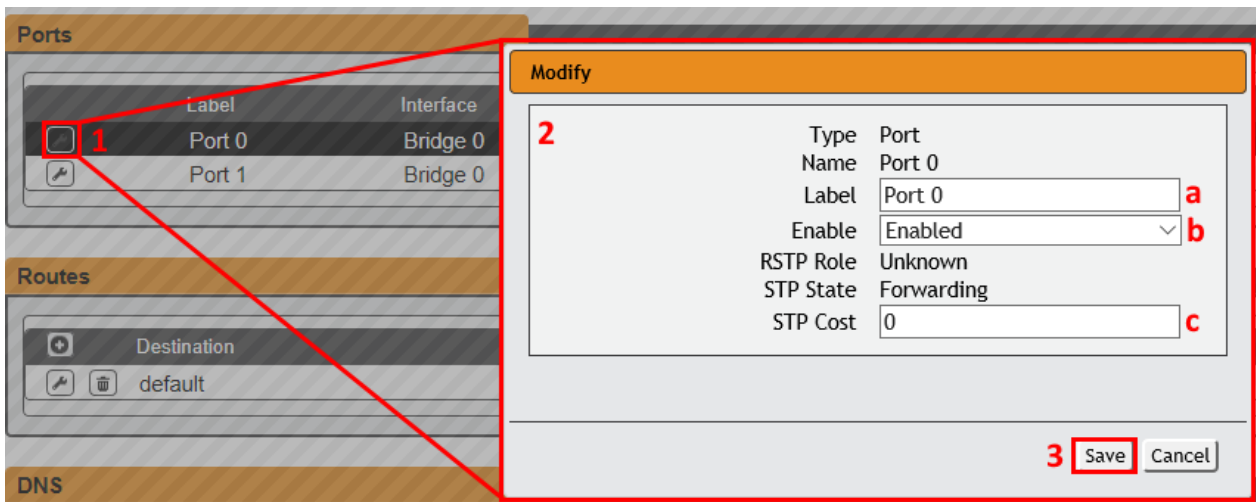 Ports
Label Interface
1 Port 0 Bridge 0
Port 1 Bridge 0
Routes
Destination
default
DNS
Modify
2
Type Port
Name Port 0
Label Port 0 a
Enable Enabled b
RSTP Role Unknown
STP State Forwarding
STP Cost 0 c
3 Save Cancel